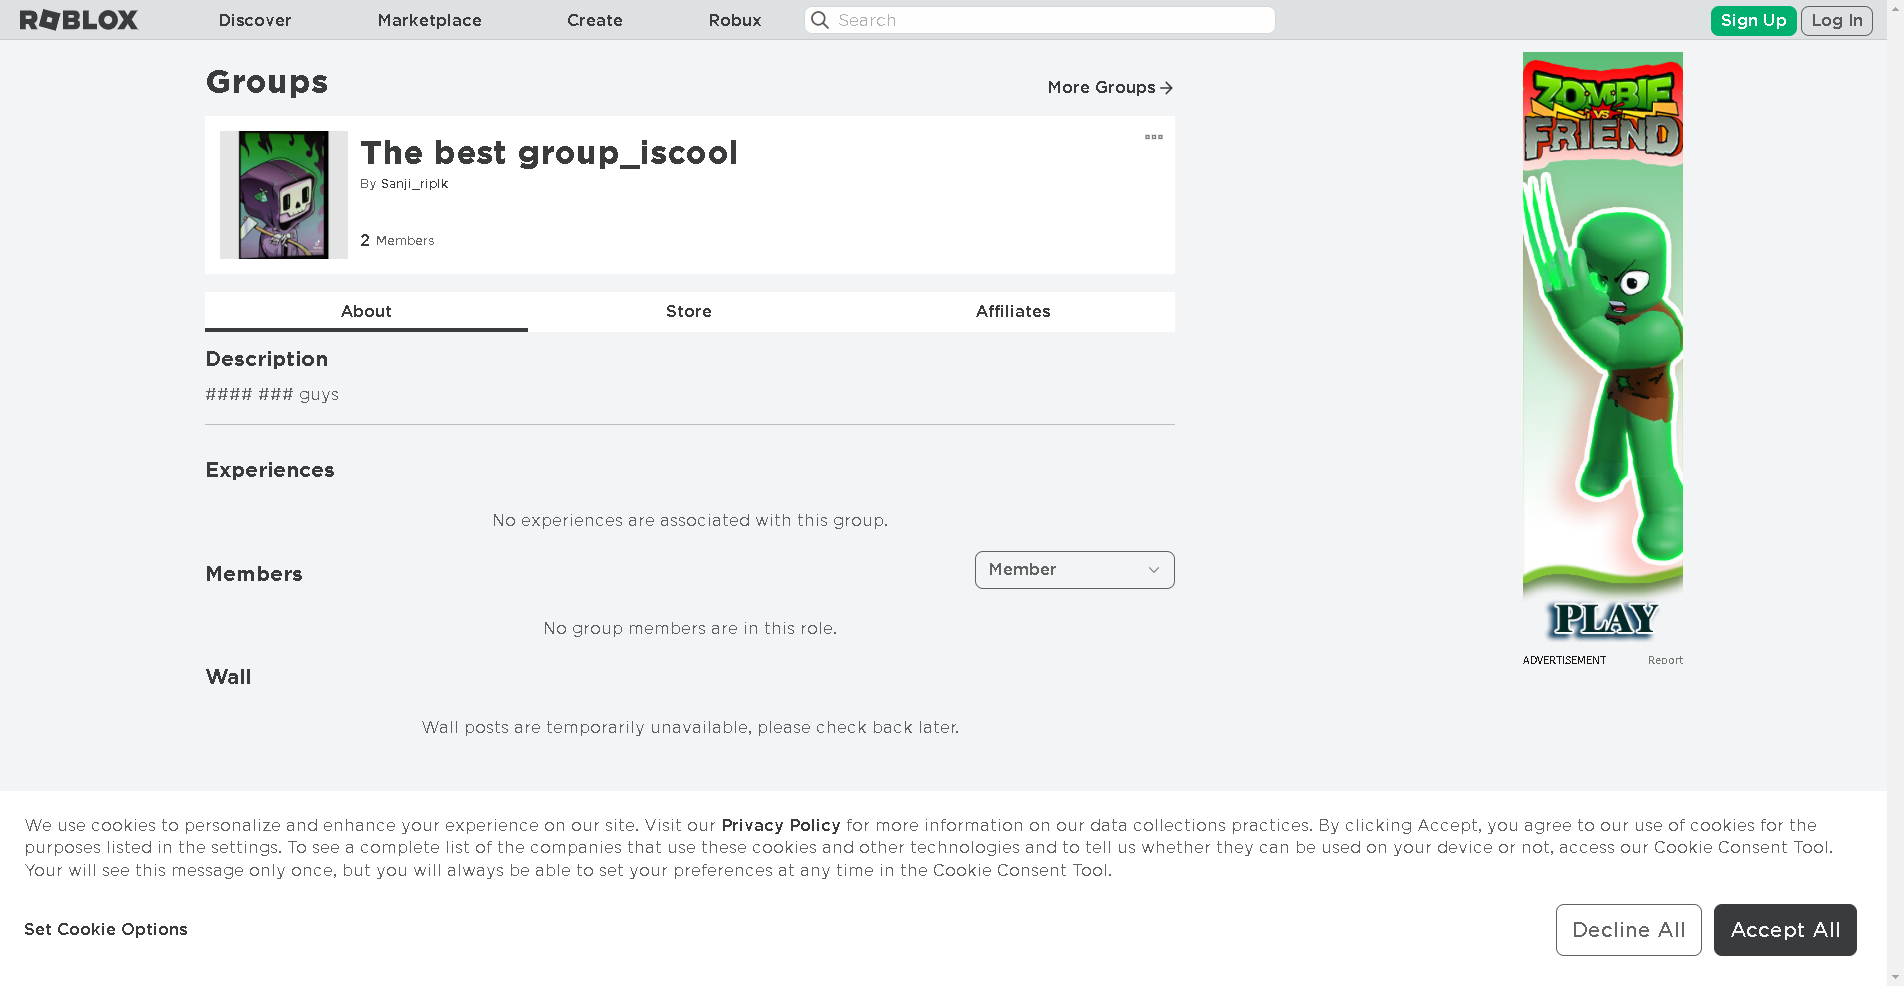 ROBLOX Discover Marketplace Create Robux Search Sign Up Log In
Groups
More Groups
The best group_iscool
By Sanji_riplk
2 Members
About Store Affiliates
Description
#### ### guys
Experiences
No experiences are associated with this group.
Members
Member
No group members are in this role.
Wall
Wall posts are temporarily unavailable, please check back later.
ZOMBIE
VS
FRIEND
PLAY
ADVERTISEMENT Report
We use cookies to personalize and enhance your experience on our site. Visit our Privacy Policy for more information on our data collections practices. By clicking Accept, you agree to our use of cookies for the
purposes listed in the settings. To see a complete list of the companies that use these cookies and other technologies and to tell us whether they can be used on your device or not, access our Cookie Consent Tool.
Your will see this message only once, but you will always be able to set your preferences at any time in the Cookie Consent Tool.
Set Cookie Options
Decline All Accept All